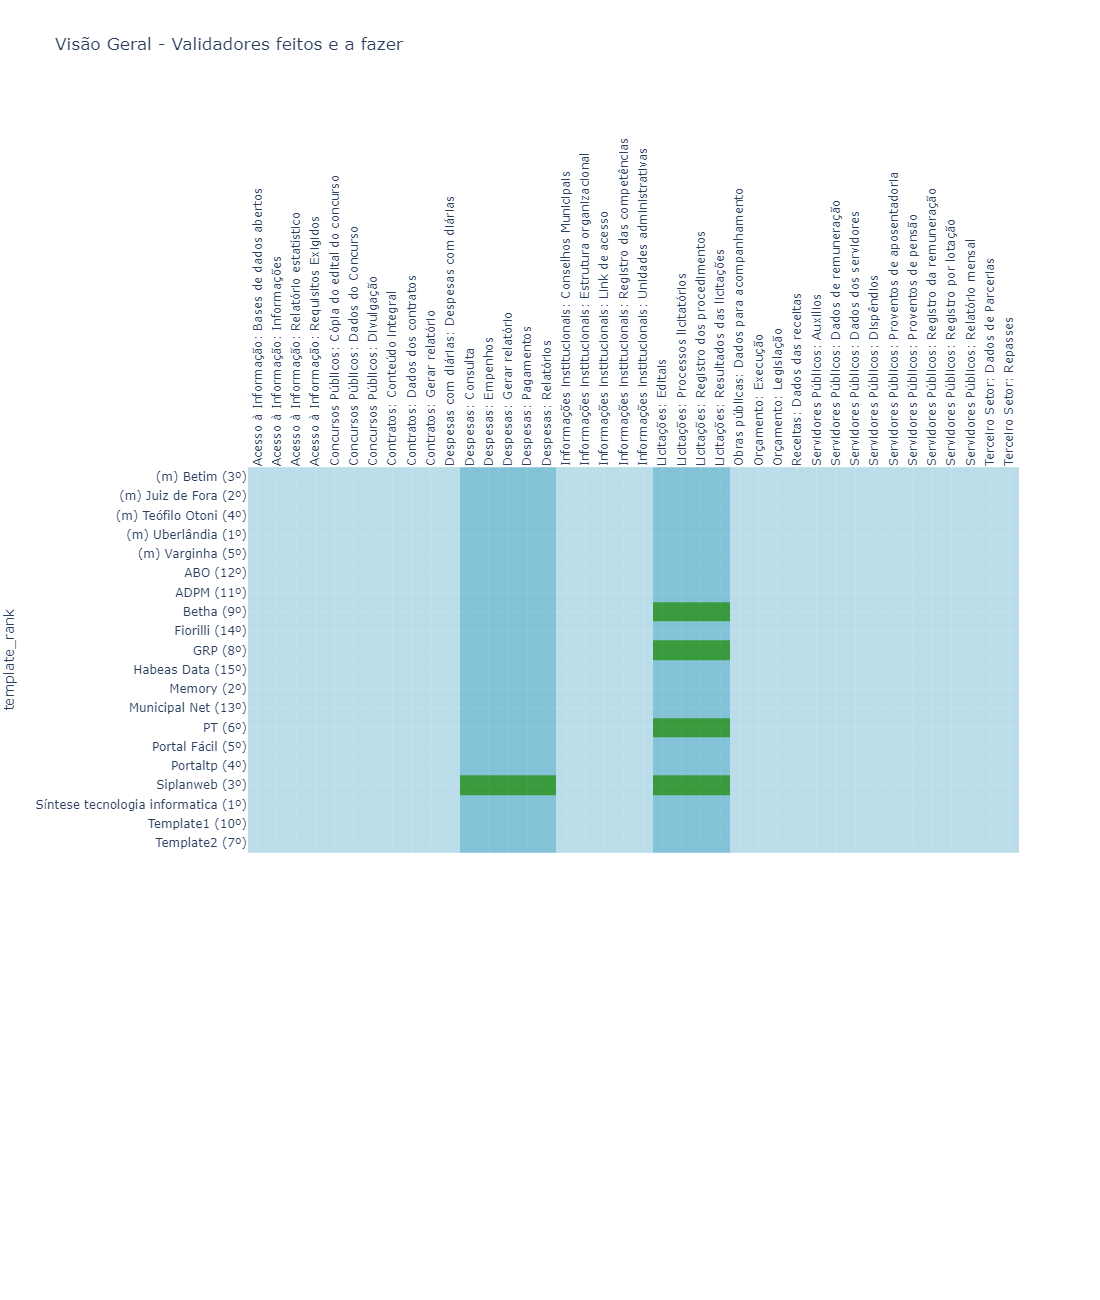 Visão Geral - Validadores feitos e a fazer
Acesso à Informação: Bases de dados abertos
Acesso à Informação: Informações
Acesso à Informação: Relatório estatístico
Acesso à Informação: Requisitos Exigidos
Concursos Públicos: Cópia do edital do concurso
Concursos Públicos: Dados do Concurso
Concursos Públicos: Divulgação
Contratos: Conteúdo Integral
Contratos: Dados dos contratos
Contratos: Gerar relatório
Despesas com diárias: Despesas com diárias
Despesas: Consulta
Despesas: Empenhos
Despesas: Gerar relatório
Despesas: Pagamentos
Despesas: Relatórios
Informações Institucionais: Conselhos Municipais
Informações Institucionais: Estrutura organizacional
Informações Institucionais: Link de acesso
Informações Institucionais: Registro das competências
Informações Institucionais: Unidades administrativas
Licitações: Editais
Licitações: Processos licitatórios
Licitações: Registro dos procedimentos
Licitações: Resultados das licitações
Obras públicas: Dados para acompanhamento
Orçamento: Execução
Orçamento: Legislação
Receitas: Dados das receitas
Servidores Públicos: Auxílios
Servidores Públicos: Dados de remuneração
Servidores Públicos: Dados dos servidores
Servidores Públicos: Dispêndios
Servidores Públicos: Proventos de aposentadoria
Servidores Públicos: Proventos de pensão
Servidores Públicos: Registro da remuneração
Servidores Públicos: Registro por lotação
Servidores Públicos: Relatório mensal
Terceiro Setor: Dados de Parcerias
Terceiro Setor: Repasses
template_rank
(m) Betim (3º)
(m) Juiz de Fora (2º)
(m) Teófilo Otoni (4º)
(m) Uberlândia (1º)
(m) Varginha (5º)
ABO (12º)
ADPM (11º)
Betha (9º)
Fiorilli (14º)
GRP (8º)
Habeas Data (15º)
Memory (2º)
Municipal Net (13º)
PT (6º)
Portal Fácil (5º)
Portaltp (4º)
Siplanweb (3º)
Síntese tecnologia informatica (1º)
Template1 (10º)
Template2 (7º)